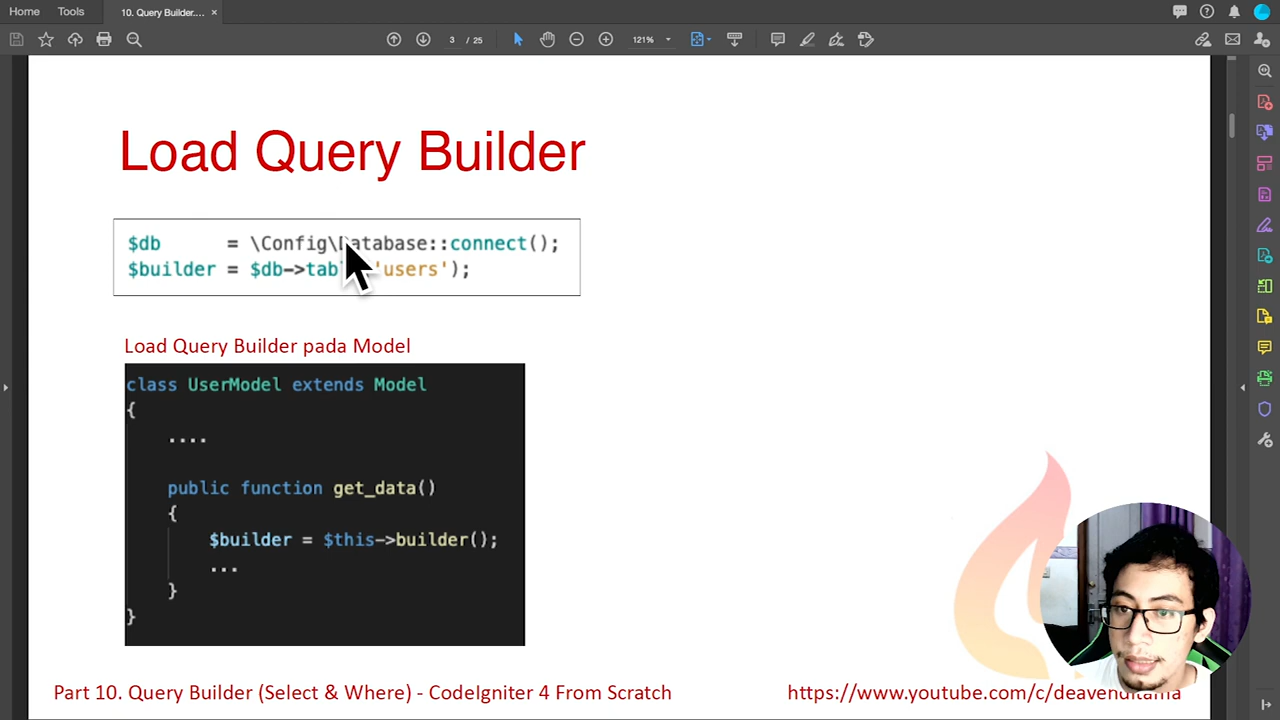 Home Tools 10. Query Builder.... ×
3 / 25 121%
Load Query Builder
$db = \Config\Database::connect();
$builder = $db-> 'users');
Load Query Builder pada Model
class UserModel extends Model
{
....
public function get_data()
{
$builder = $this->builder();
...
}
}
Part 10. Query Builder (Select & Where) - CodeIgniter 4 From Scratch
https://www.youtube.com/c/deavenditama